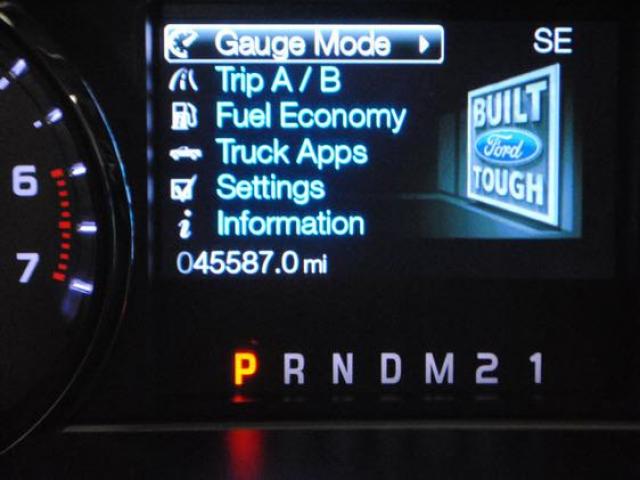 Gauge Mode
SE
Trip A / B
Fuel Economy
Truck Apps
Settings
Information
045587.0 mi
BUILT
Ford
TOUGH
6
7
P R N D M 2 1